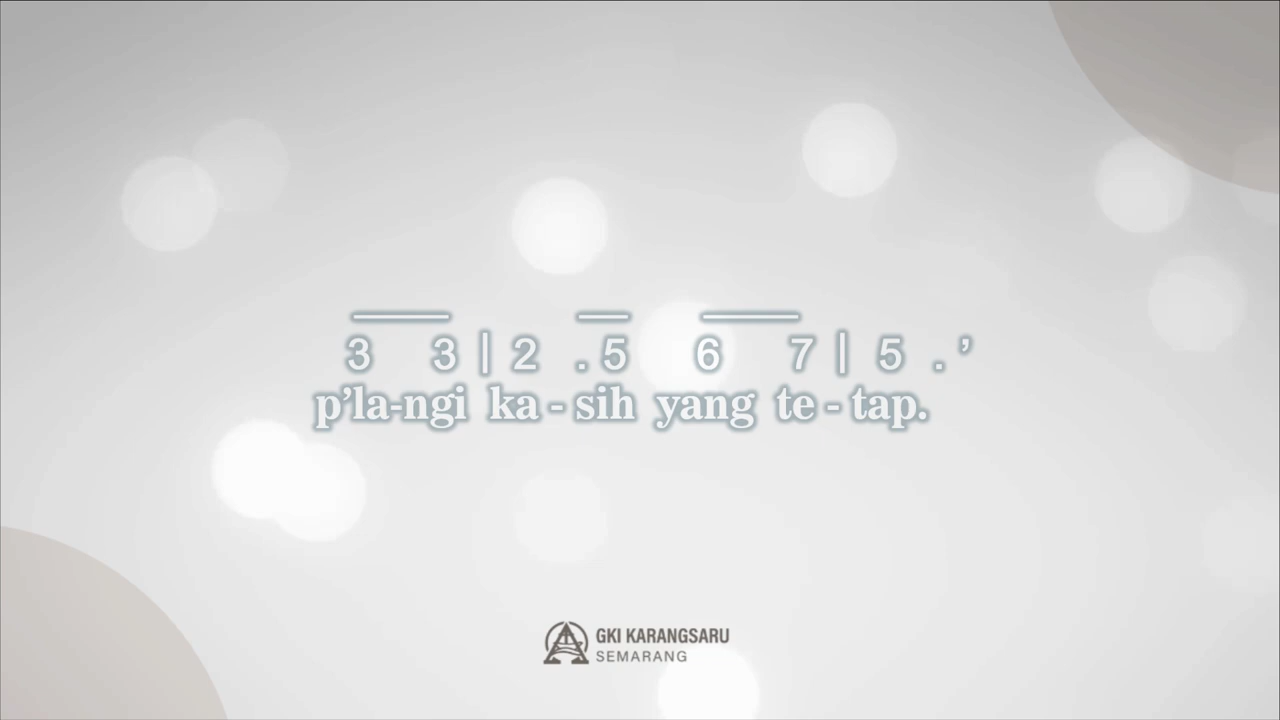 3 3 | 2 . 5 6 7 | 5 . ’
p’la-ngi ka - sih yang te - tap.
GKI KARANGSARU
SEMARANG